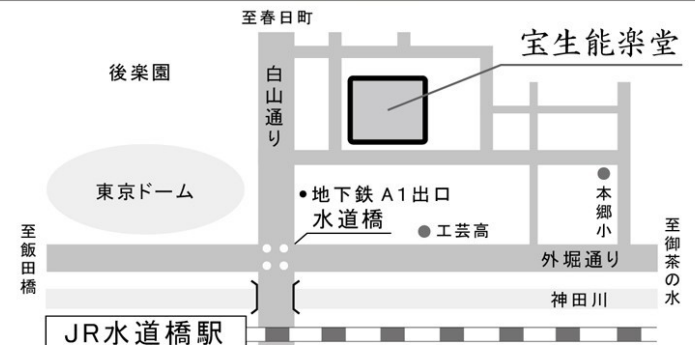 至春日町
宝生能楽堂
後楽園
白山通り
東京ドーム
•地下鉄 A1出口
水道橋
工芸高
本郷小
至飯田橋
至御茶の水
外堀通り
神田川
JR水道橋駅